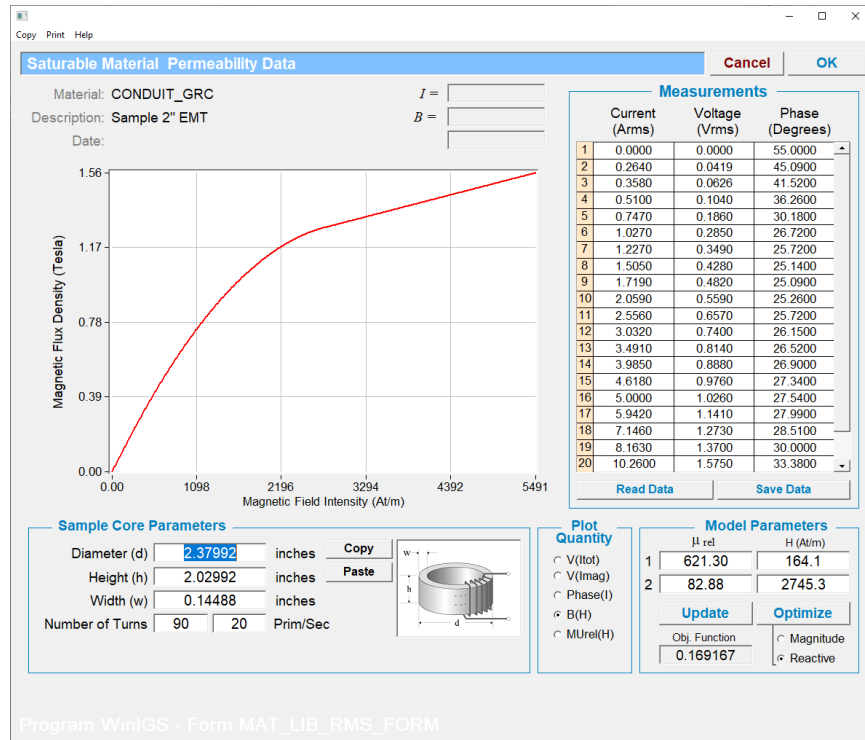 Copy Print Help
Saturable Material Permeability Data
Cancel OK
Material: CONDUIT_GRC
Description: Sample 2" EMT
Date:
I =
B =
Measurements
Current (Arms) Voltage (Vrms) Phase (Degrees)
1 0.0000 0.0000 55.0000
2 0.2640 0.0419 45.0900
3 0.3580 0.0626 41.5200
4 0.5100 0.1040 36.2600
5 0.7470 0.1860 30.1800
6 1.0270 0.2850 26.7200
7 1.2270 0.3490 25.7200
8 1.5050 0.4280 25.1400
9 1.7190 0.4820 25.0900
10 2.0590 0.5590 25.2600
11 2.5560 0.6570 25.7200
12 3.0320 0.7400 26.1500
13 3.4910 0.8140 26.5200
14 3.9850 0.8880 26.9000
15 4.6180 0.9760 27.3400
16 5.0000 1.0260 27.5400
17 5.9420 1.1410 27.9900
18 7.1460 1.2730 28.5100
19 8.1630 1.3700 30.0000
20 10.2600 1.5750 33.3800
Read Data Save Data
Magnetic Flux Density (Tesla)
1.56
1.17
0.78
0.39
0.00
0.00 1098 2196 3294 4392 5491
Magnetic Field Intensity (At/m)
Sample Core Parameters
Diameter (d) 2.37992 inches
Height (h) 2.02992 inches
Width (w) 0.14488 inches
Number of Turns 90 20 Prim/Sec
Copy
Paste
w
h
d
Plot Quantity
V(Itot)
V(Imag)
Phase(I)
B(H)
MUrel(H)
Model Parameters
μ rel H (At/m)
1 621.30 164.1
2 82.88 2745.3
Update Optimize
Obj. Function
0.169167
Magnitude
Reactive
Program WinIGS - Form MAT_LIB_RMS_FORM